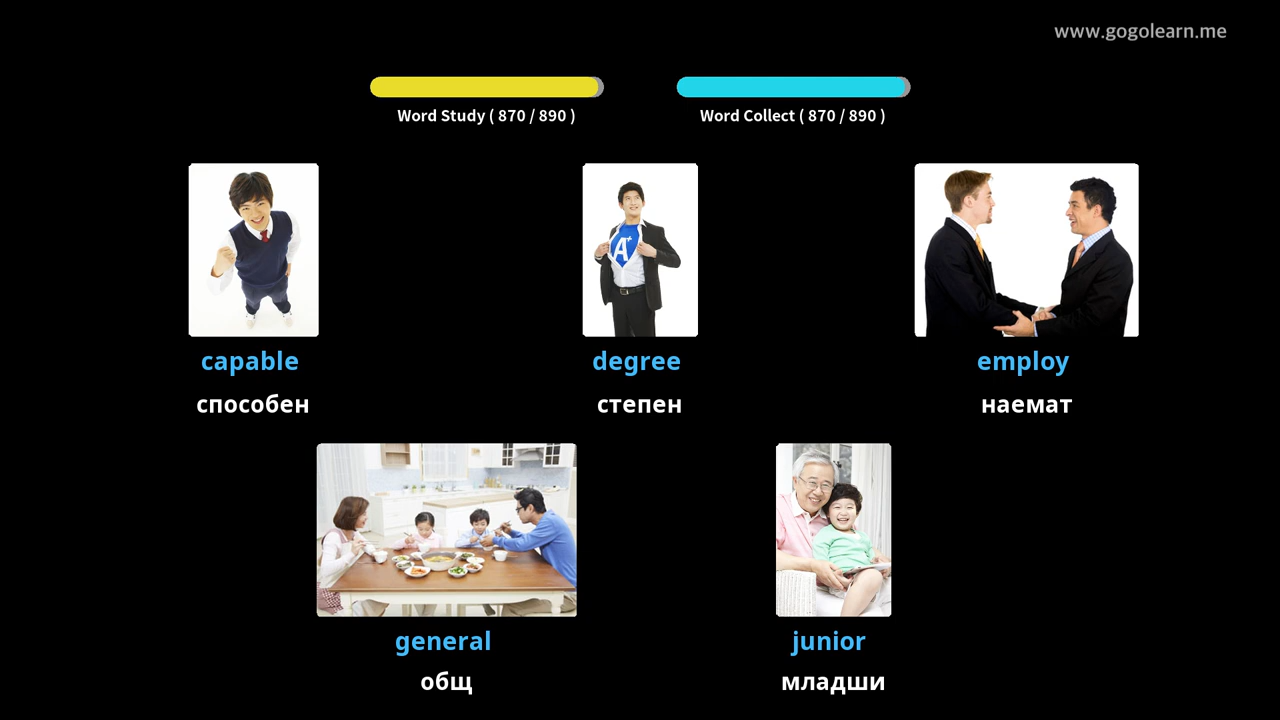 www.gogolearn.me
Word Study ( 870 / 890 )
Word Collect ( 870 / 890 )
A+
capable
degree
employ
способен
степен
наемат
general
junior
общ
младши